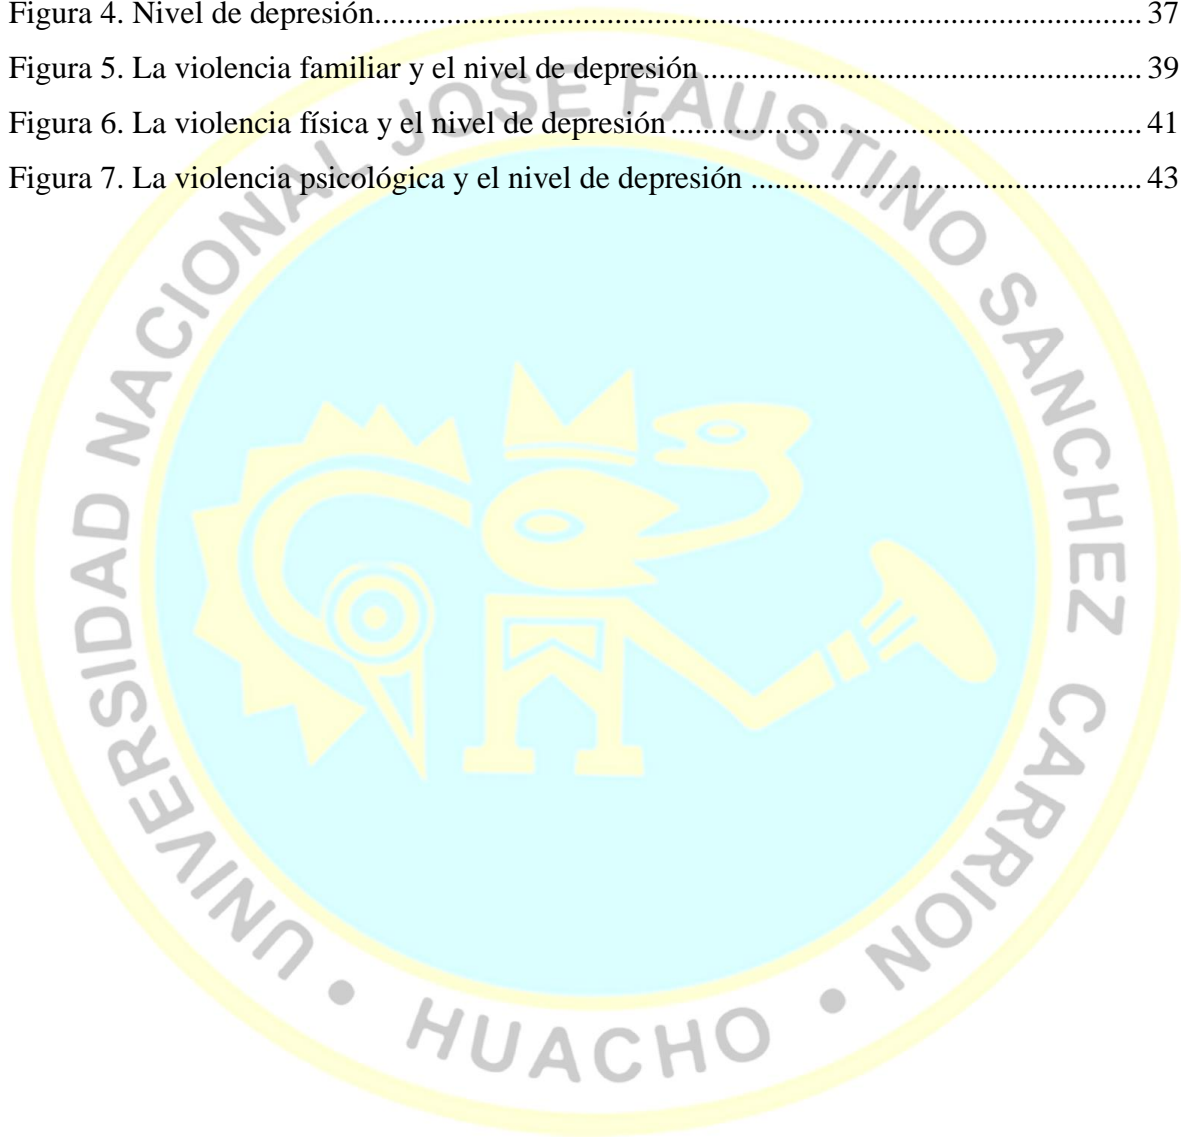 Figura 4. Nivel de depresión.................................................................................................. 37
Figura 5. La violencia familiar y el nivel de depresión ......................................................... 39
Figura 6. La violencia física y el nivel de depresión ............................................................. 41
Figura 7. La violencia psicológica y el nivel de depresión .................................................. 43
UNIVERSIDAD NACIONAL JOSE FAUSTINO SANCHEZ CARRION • HUACHO •